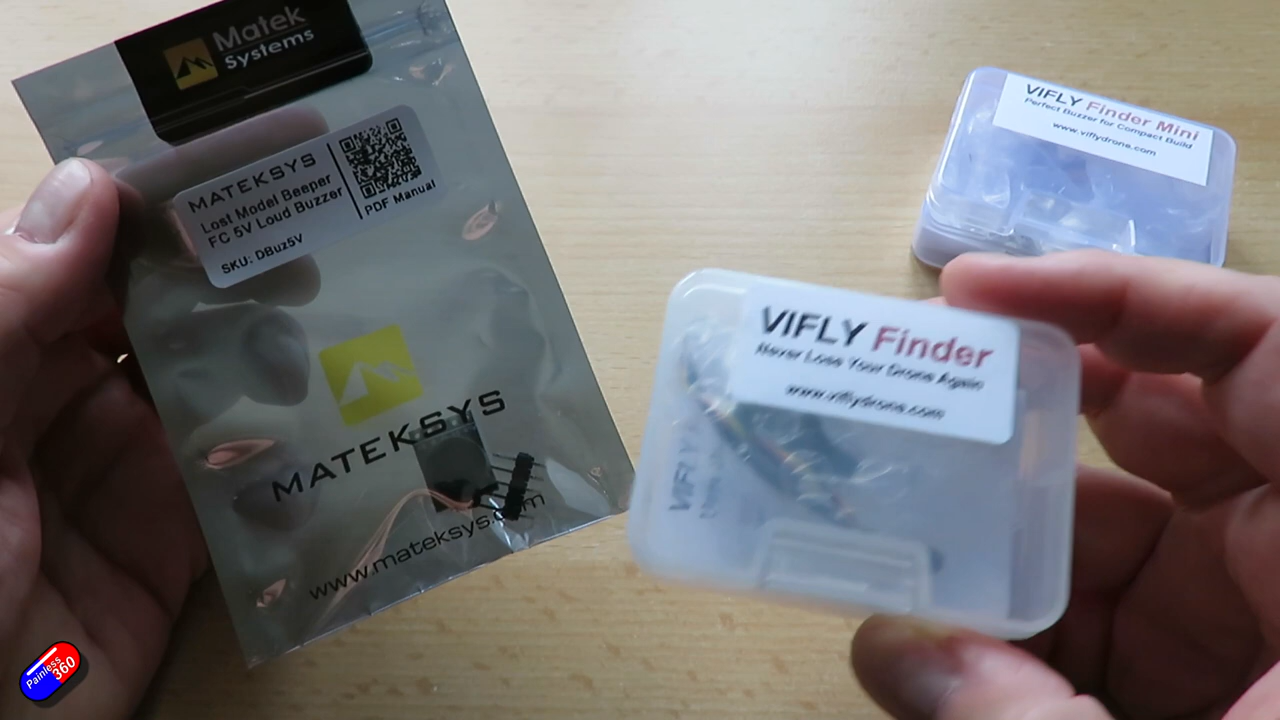 Matek
Systems
MATEKSYS
Lost Model Beeper
FC 5V Loud Buzzer
SKU: DBuz5V
PDF Manual
MATEKSYS
www.mateksys.com
VIFLY Finder Mini
Perfect Buzzer for Compact Build
www.viflydrone.com
VIFLY Finder
Never Lose Your Drone Again
www.viflydrone.com
VIFLY
Painless
360